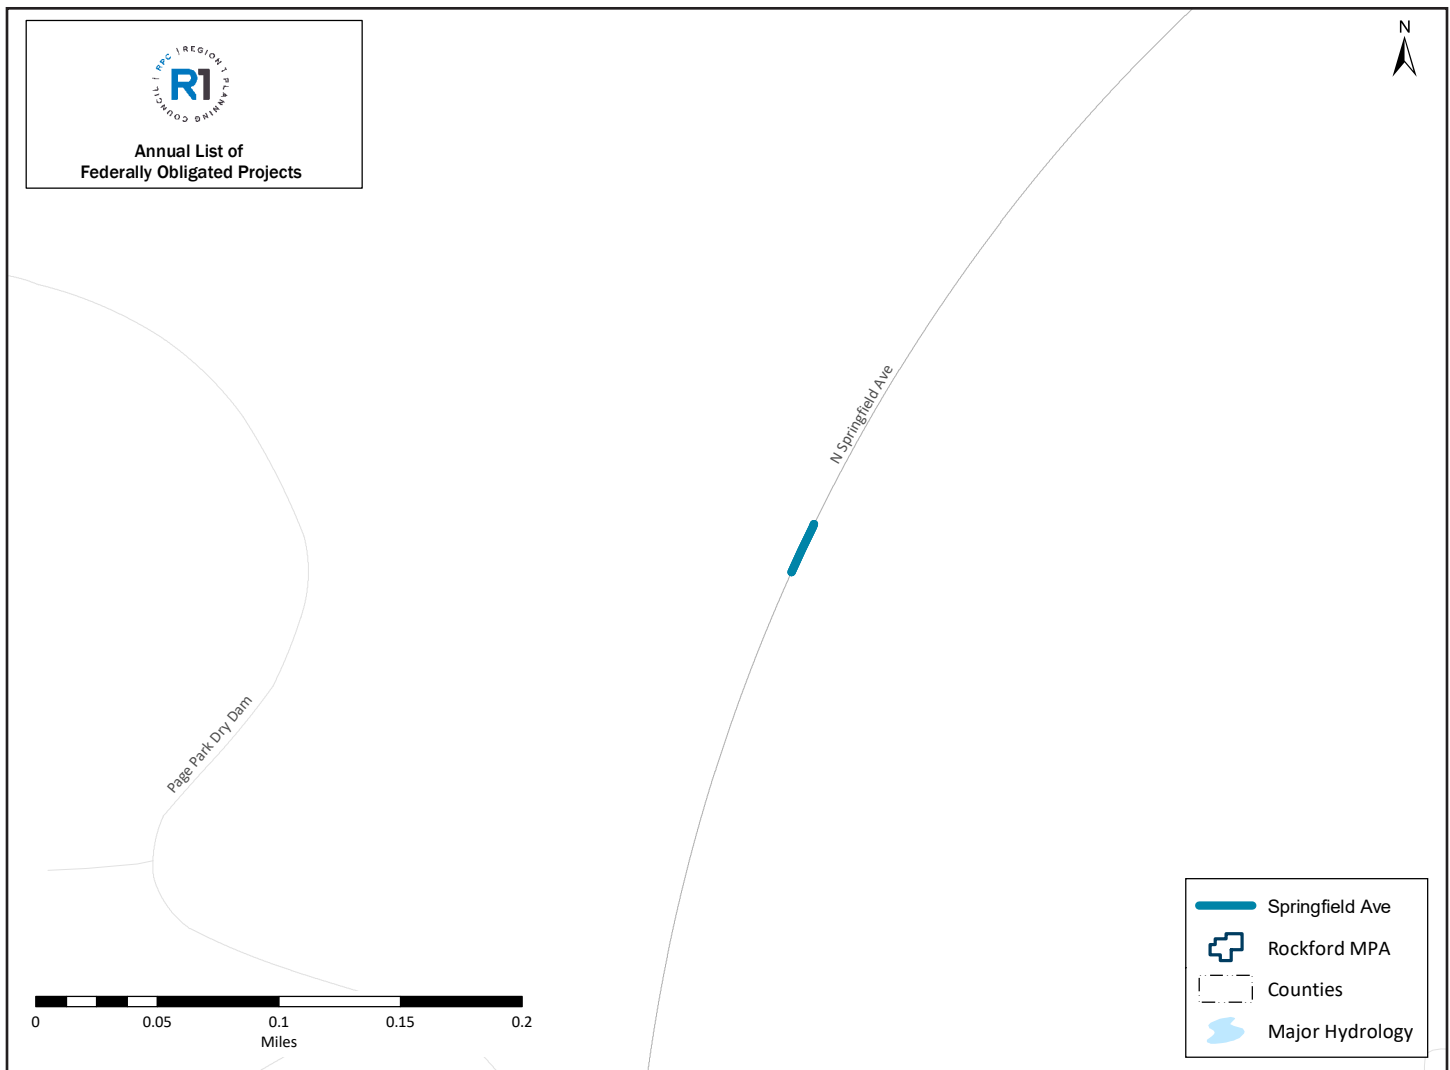 RPC | REGION 1 PLANNING COUNCIL |
R1
Annual List of
Federally Obligated Projects
N
N Springfield Ave
Page Park Dry Dam
0 0.05 0.1 0.15 0.2
Miles
Springfield Ave
Rockford MPA
Counties
Major Hydrology